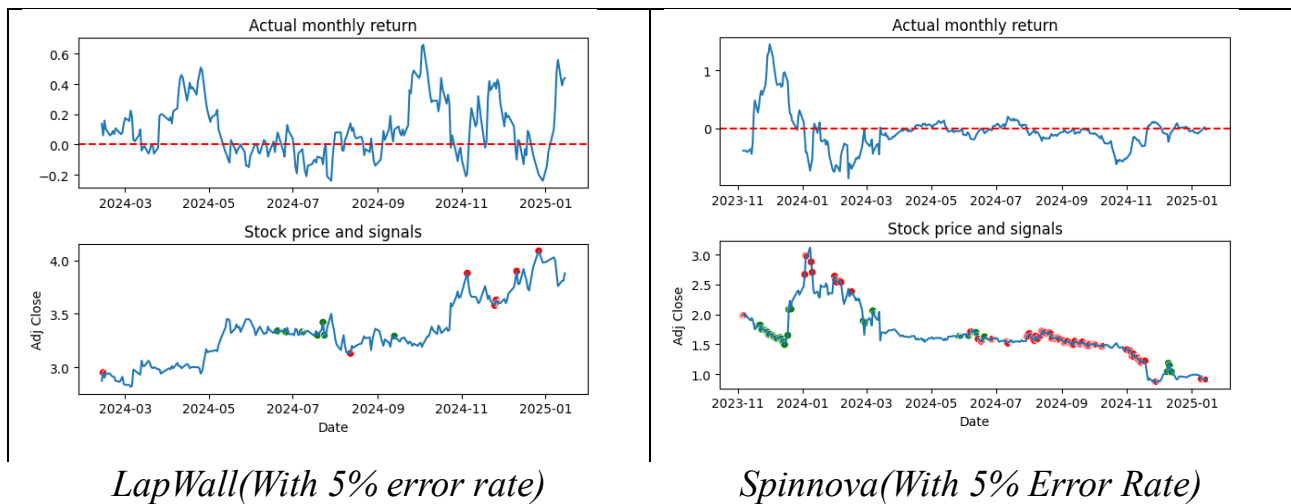 Actual monthly return
0.6
0.4
0.2
0.0
−0.2
2024-03 2024-05 2024-07 2024-09 2024-11 2025-01
Stock price and signals
4.0
3.5
3.0
Adj Close
2024-03 2024-05 2024-07 2024-09 2024-11 2025-01
Date
LapWall(With 5% error rate)
Actual monthly return
1
0
2023-11 2024-01 2024-03 2024-05 2024-07 2024-09 2024-11 2025-01
Stock price and signals
3.0
2.5
2.0
1.5
1.0
Adj Close
2023-11 2024-01 2024-03 2024-05 2024-07 2024-09 2024-11 2025-01
Date
Spinnova(With 5% Error Rate)